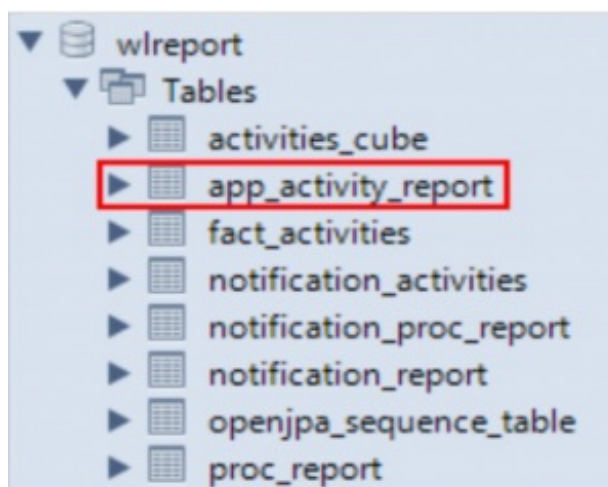 wlreport
Tables
activities_cube
app_activity_report
fact_activities
notification_activities
notification_proc_report
notification_report
openjpa_sequence_table
proc_report